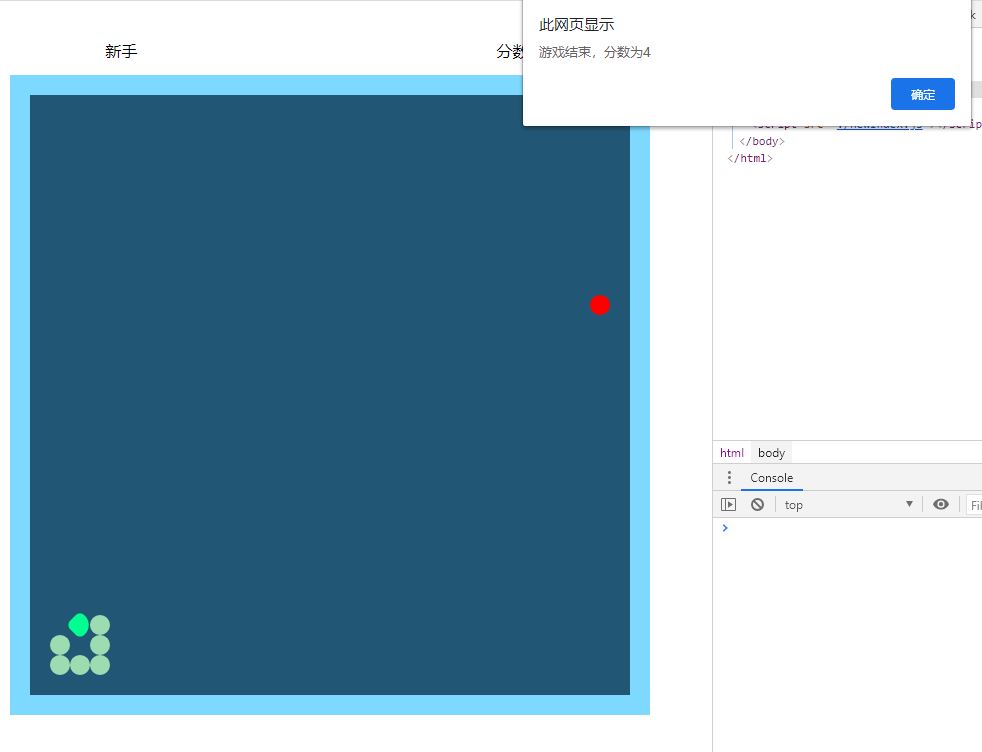 此网页显示
游戏结束，分数为4
确定
新手
分数
</body>
</html>
html body
Console
top